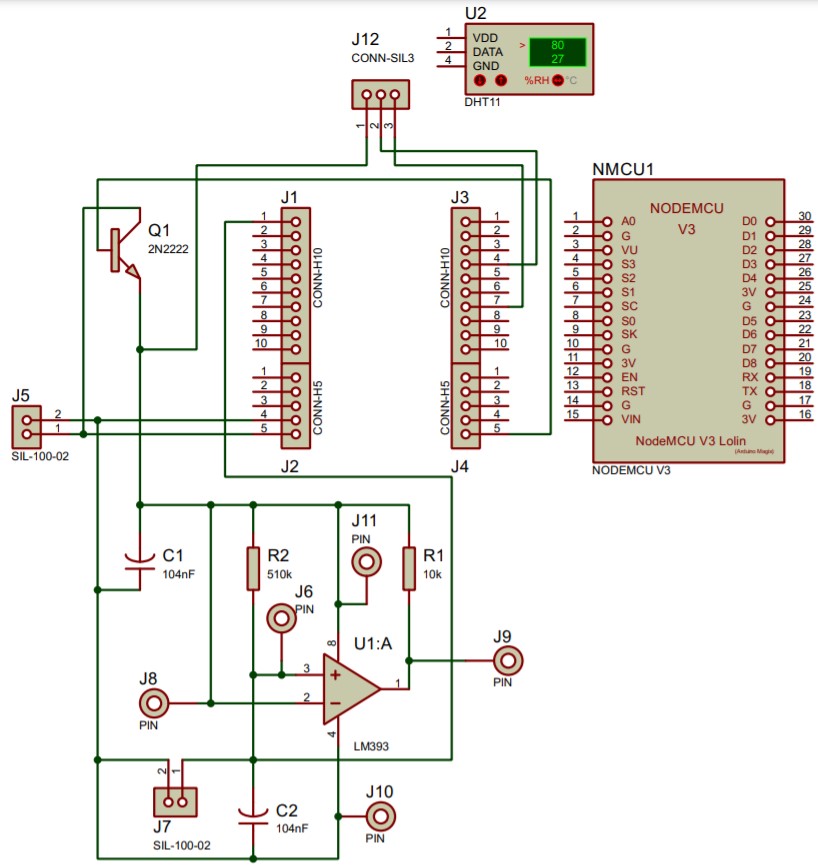 J12
CONN-SIL3
1
2
3
U2
1 VDD
2 DATA
4 GND
>
80
27
%RH °C
DHT11
Q1
2N2222
J1
1
2
3
4
5
6
7
8
9
10
CONN-H10
1
2
3
4
5
CONN-H5
J2
J3
1
2
3
4
5
6
7
8
9
10
CONN-H10
1
2
3
4
5
CONN-H5
J4
NMCU1
NODEMCU
V3
1 A0 D0 30
2 G D1 29
3 VU D2 28
4 S3 D3 27
5 S2 D4 26
6 S1 3V 25
7 SC G 24
8 S0 D5 23
9 SK D6 22
10 G D7 21
11 3V D8 20
12 EN RX 19
13 RST TX 18
14 G G 17
15 VIN 3V 16
NodeMCU V3 Lolin
(Arduino Magix)
NODEMCU V3
J5
2
1
SIL-100-02
C1
104nF
R2
510k
J11
PIN
R1
10k
J6
PIN
U1:A
8
3 +
2 −
1
4
LM393
J9
PIN
J8
PIN
2
1
J7
SIL-100-02
C2
104nF
J10
PIN